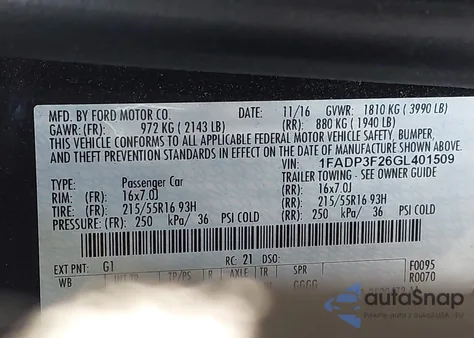 MFD. BY FORD MOTOR CO. DATE: 11/16 GVWR: 1810 KG ( 3990 LB)
GAWR: (FR): 972 KG ( 2143 LB) (RR): 880 KG ( 1940 LB)
THIS VEHICLE CONFORMS TO ALL APPLICABLE FEDERAL MOTOR VEHICLE SAFETY, BUMPER,
AND THEFT PREVENTION STANDARDS IN EFFECT ON THE DATE OF MANUFACTURE SHOWN ABOVE.
VIN: 1FADP3F26GL401509
TYPE: Passenger Car TRAILER TOWING - SEE OWNER GUIDE
RIM: (FR): 16x7.0J (RR): 16x7.0J
TIRE: (FR): 215/55R16 93H (RR): 215/55R16 93H
PRESSURE: (FR): 250 kPa/ 36 PSI COLD (RR): 250 kPa/ 36 PSI COLD
EXT PNT: G1 RC: 21 DSO: F0095
WB INT TR TP/PS R AXLE TR SPR R0070
GGGG
autoSnap